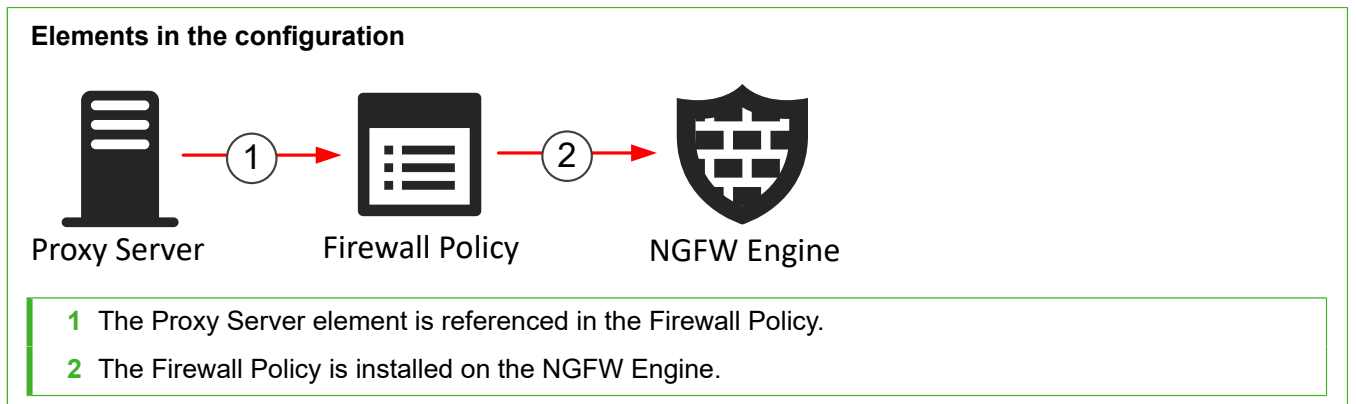 Elements in the configuration
1 2
Proxy Server Firewall Policy NGFW Engine
1 The Proxy Server element is referenced in the Firewall Policy.
2 The Firewall Policy is installed on the NGFW Engine.